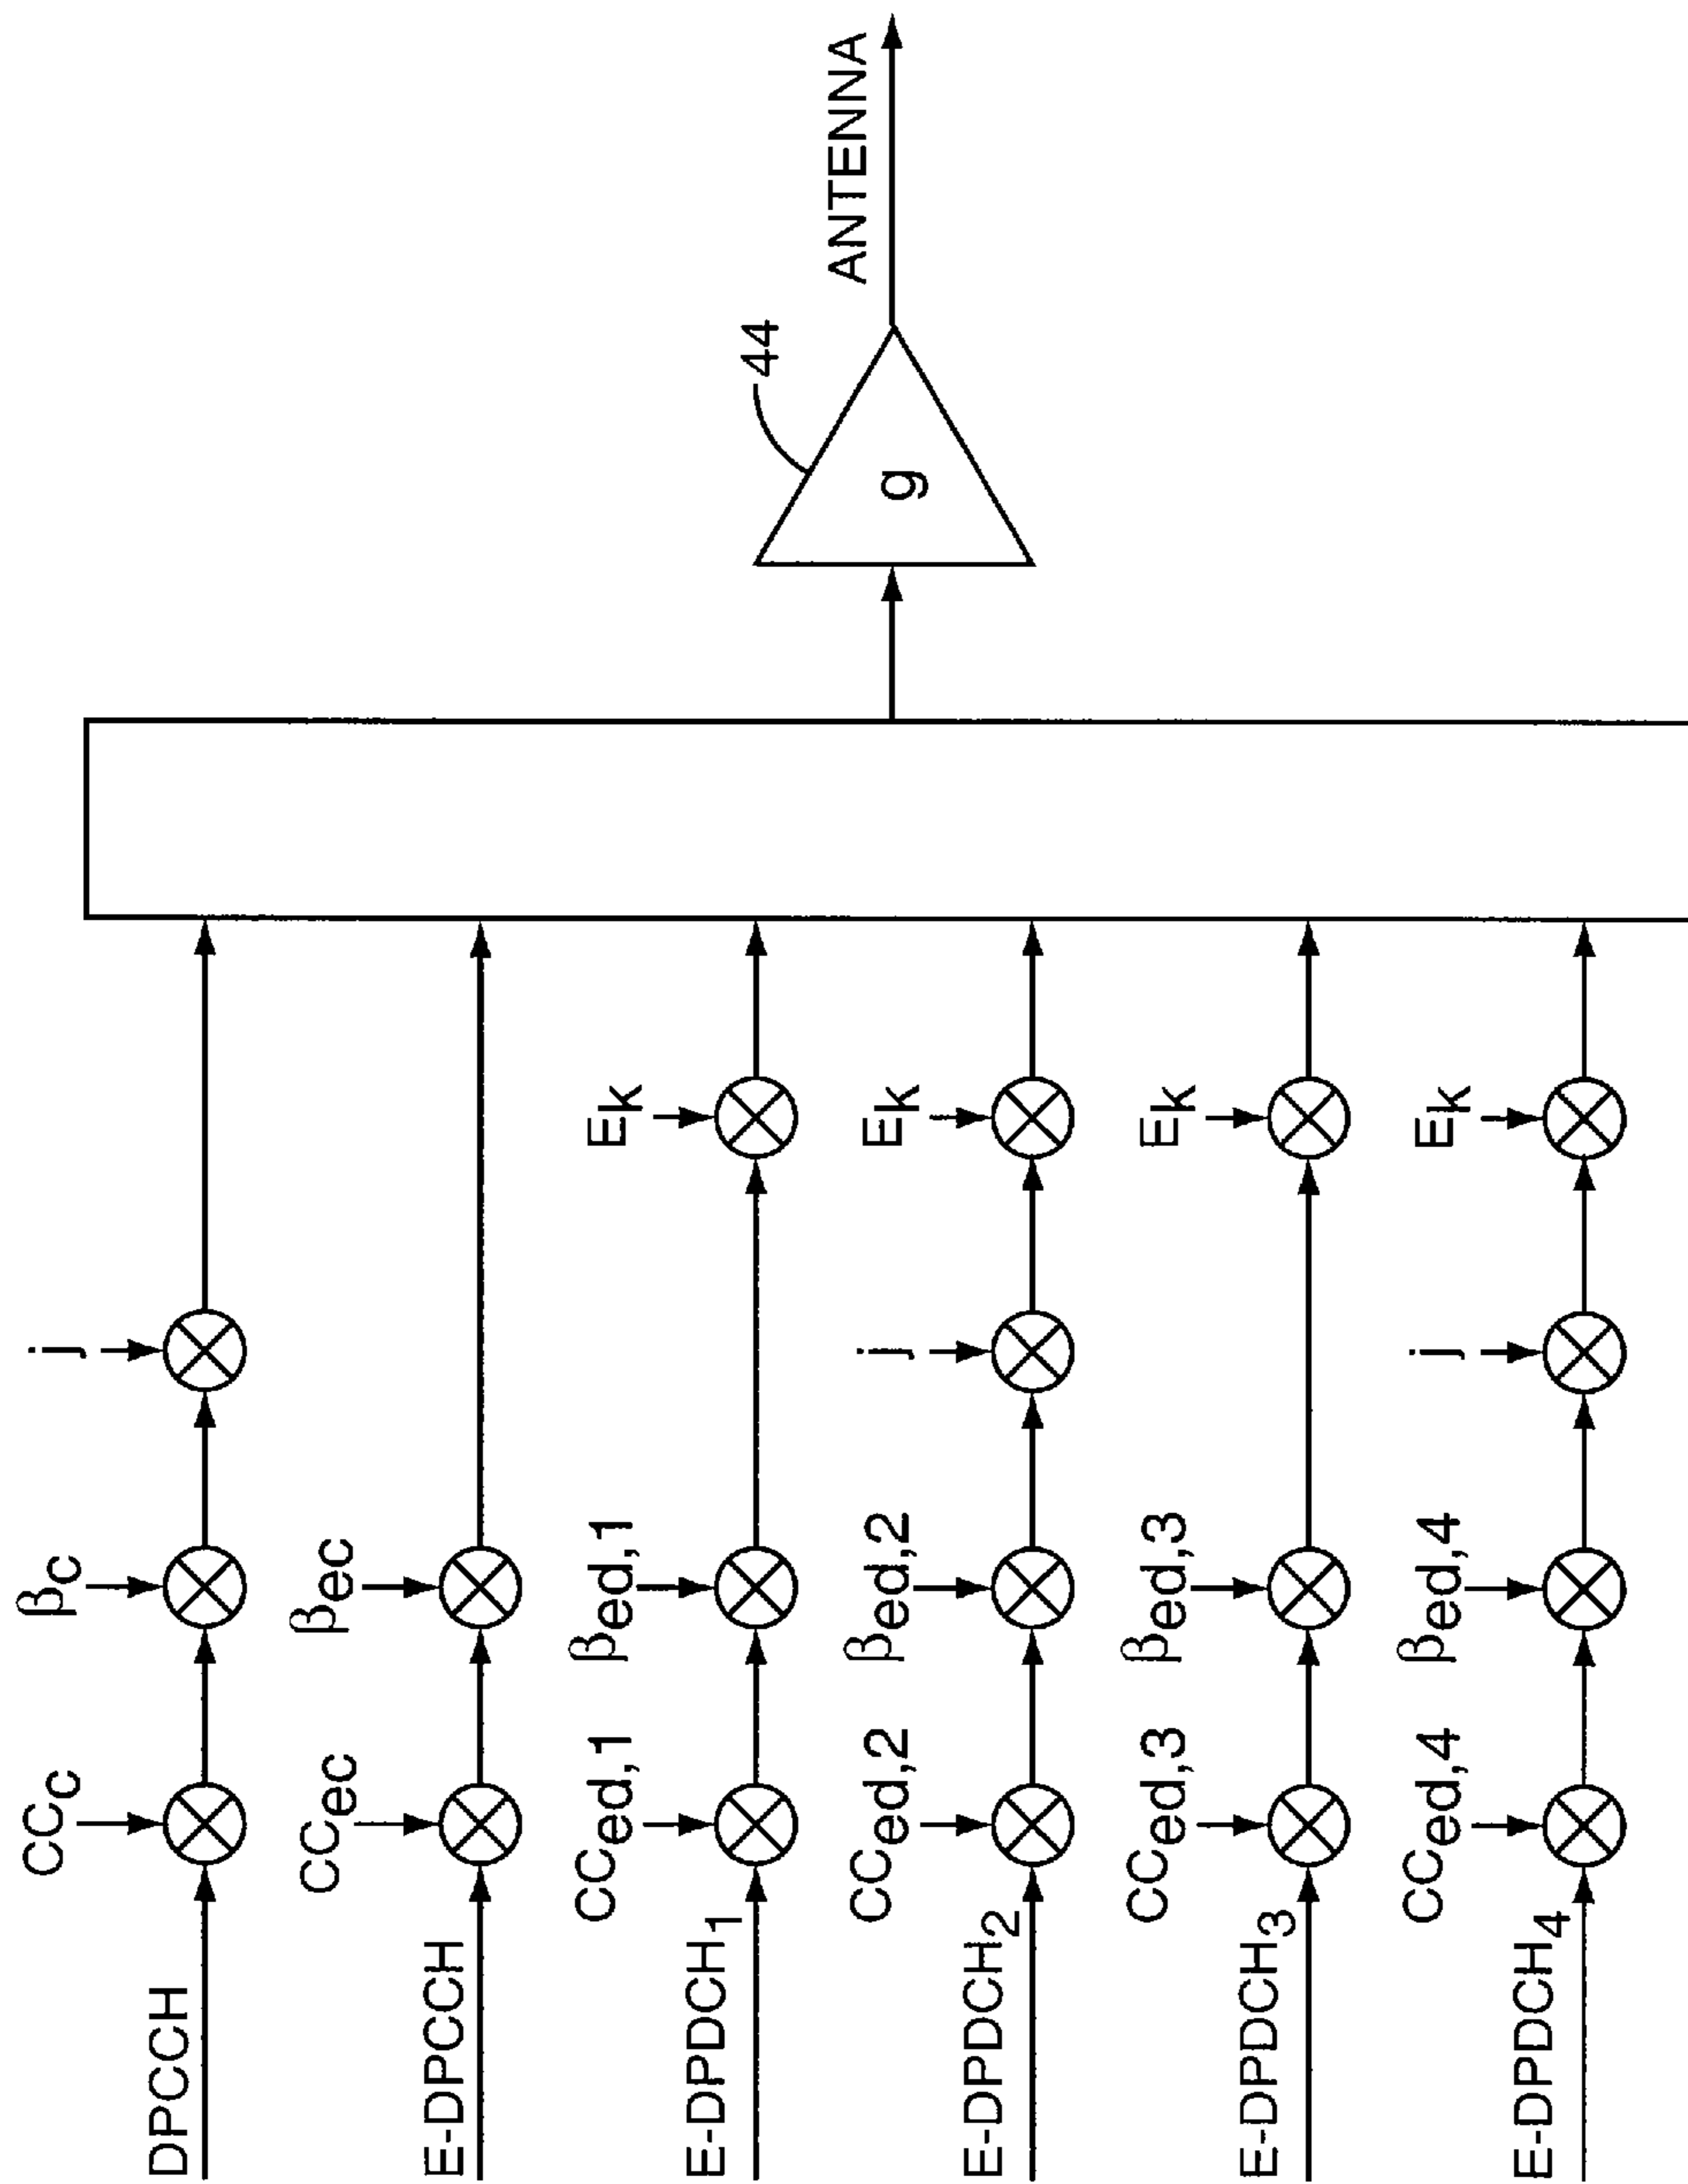 CCc
βc
j
DPCCH
CCec
βec
E-DPCCH
CCed,1
βed,1
Ek
E-DPDCH1
CCed,2
βed,2
j
Ek
E-DPDCH2
CCed,3
βed,3
Ek
E-DPDCH3
CCed,4
βed,4
j
Ek
E-DPDCH4
g
44
ANTENNA